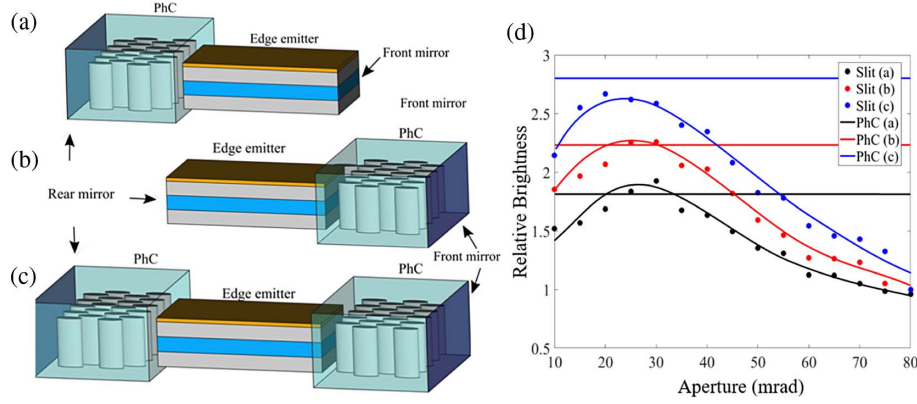 (a)
PhC
Edge emitter
Front mirror
Front mirror
(b)
Edge emitter
PhC
Rear mirror
Front mirror
(c)
PhC
Edge emitter
PhC
(d)
Relative Brightness
3
2.5
2
1.5
1
0.5
10 20 30 40 50 60 70 80
Aperture (mrad)
Slit (a)
Slit (b)
Slit (c)
PhC (a)
PhC (b)
PhC (c)